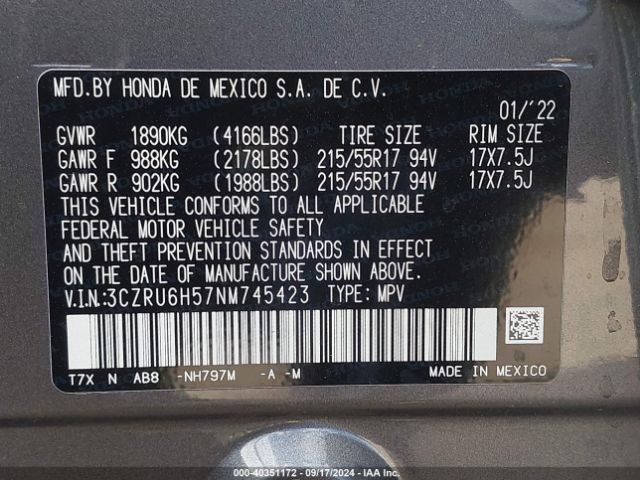 MFD.BY HONDA DE MEXICO S.A. DE C.V.
01/'22
GVWR 1890KG (4166LBS) TIRE SIZE RIM SIZE
GAWR F 988KG (2178LBS) 215/55R17 94V 17X7.5J
GAWR R 902KG (1988LBS) 215/55R17 94V 17X7.5J
THIS VEHICLE CONFORMS TO ALL APPLICABLE
FEDERAL MOTOR VEHICLE SAFETY
AND THEFT PREVENTION STANDARDS IN EFFECT
ON THE DATE OF MANUFACTURE SHOWN ABOVE.
V.I.N:3CZRU6H57NM745423 TYPE: MPV
T7X N AB8 -NH797M -A -M MADE IN MEXICO
000-40351172 - 09/17/2024 - IAA Inc.